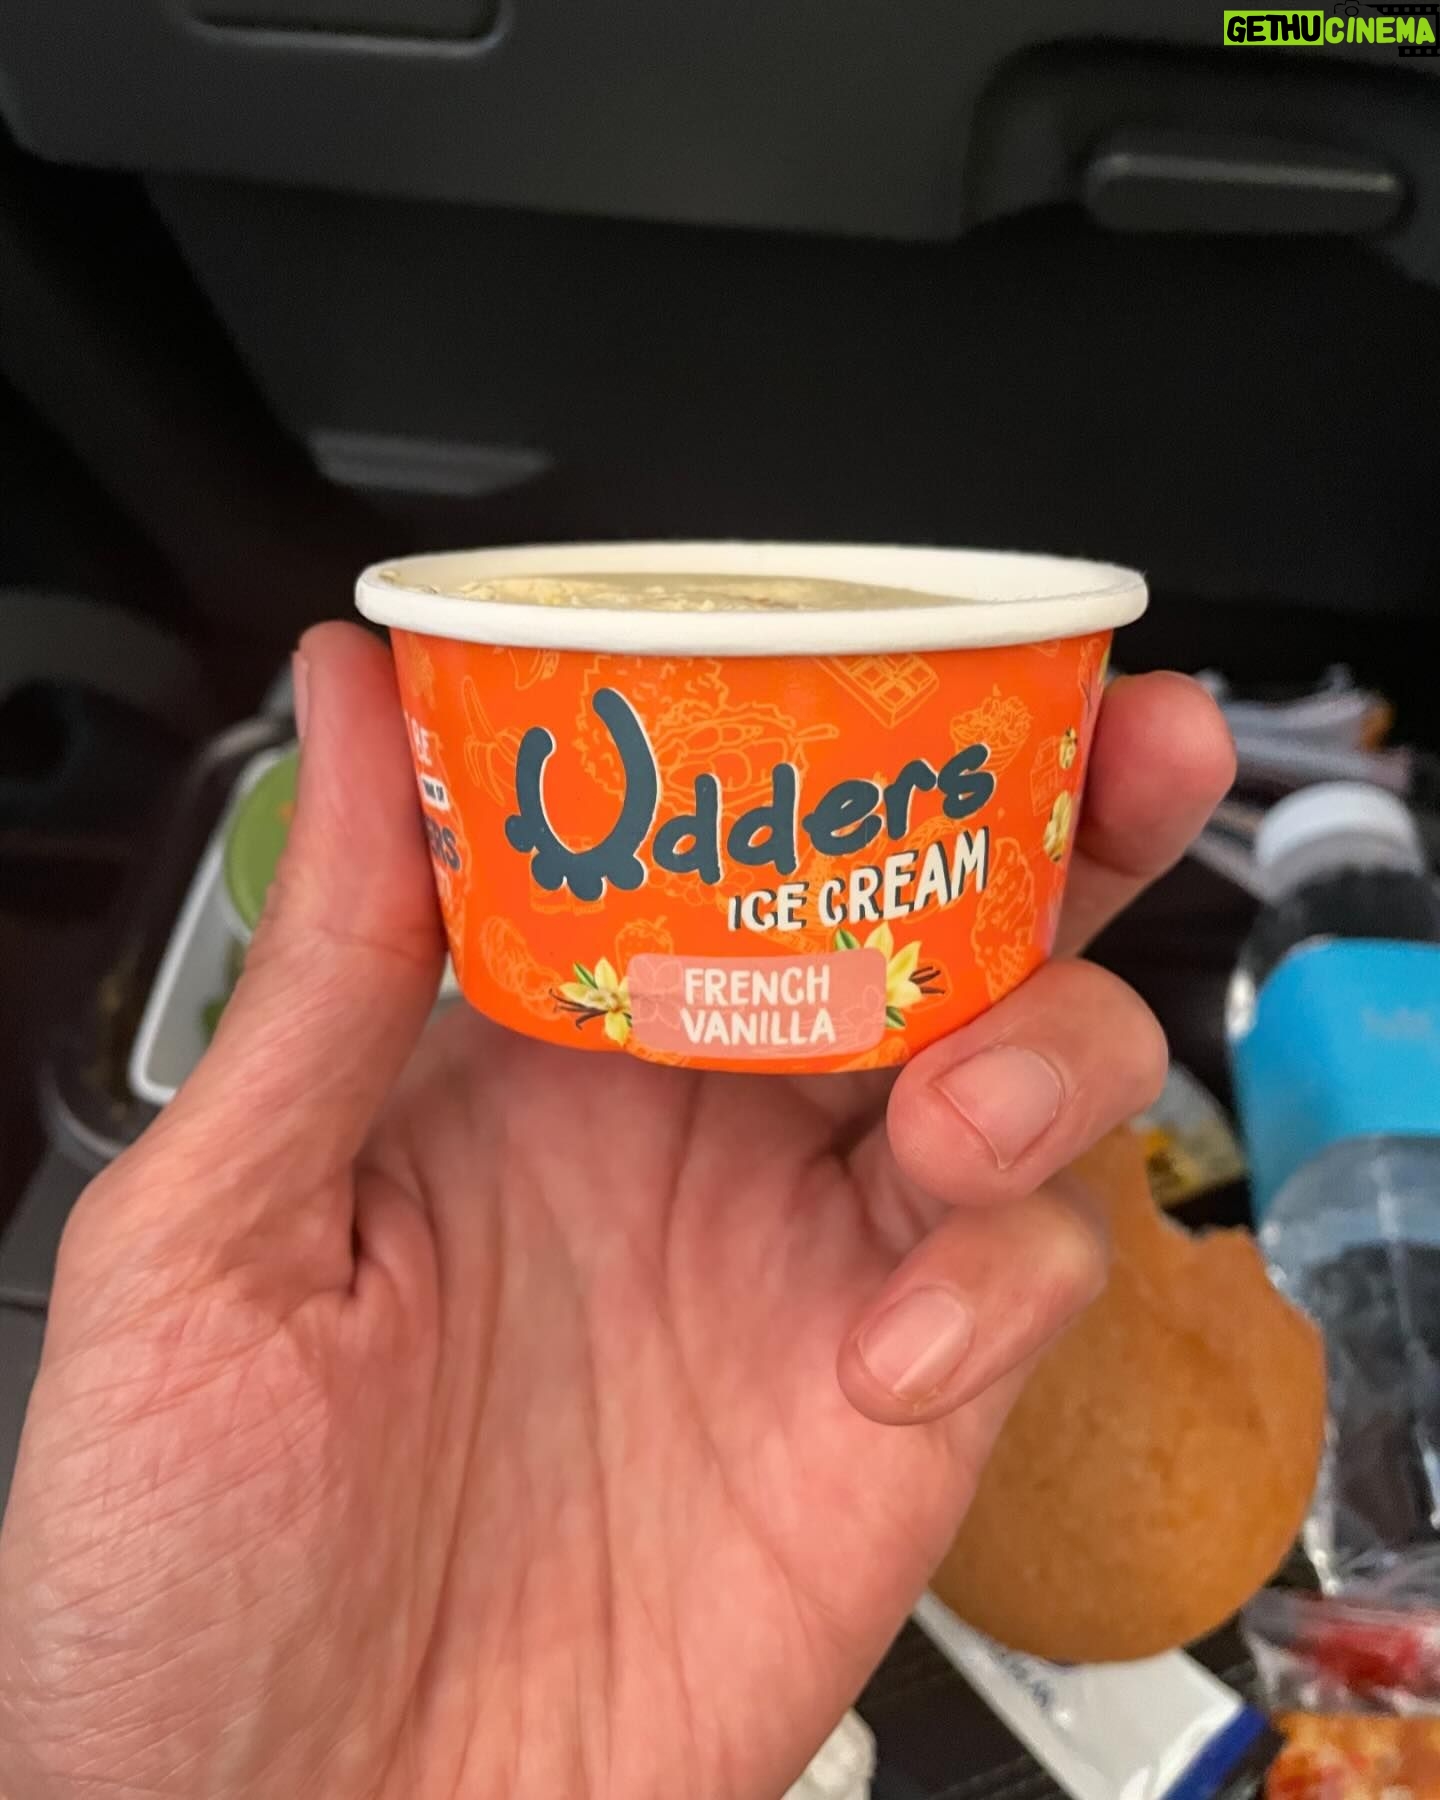 GETHUCINEMA
Udders
ICE CREAM
FRENCH
VANILLA